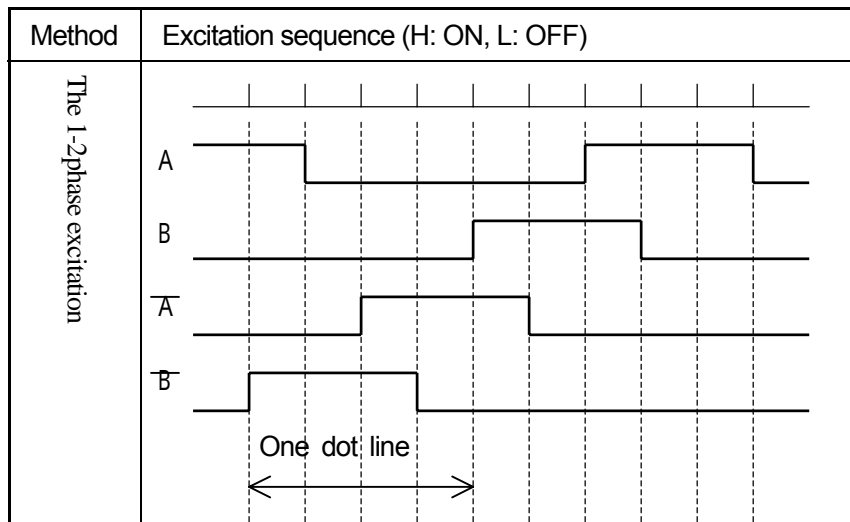 Method
Excitation sequence (H: ON, L: OFF)
The 1-2phase excitation
A
B
A̅
B̅
One dot line